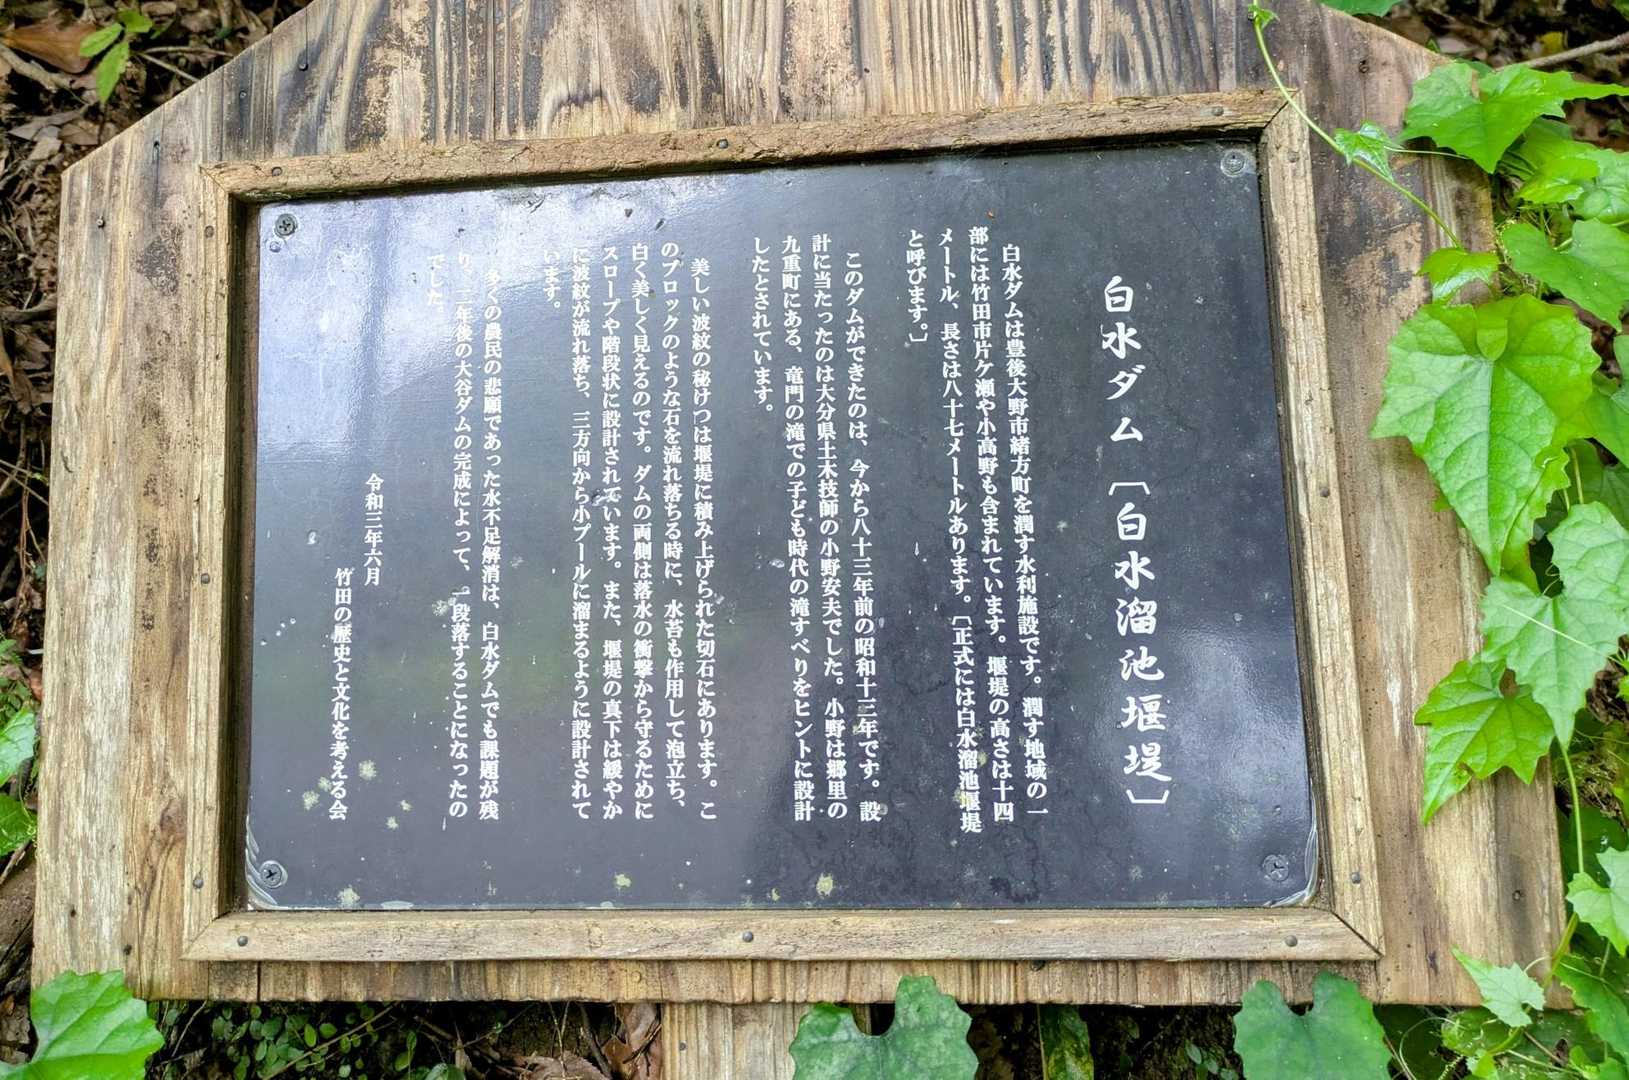 白水ダム〔白水溜池堰堤〕
白水ダムは豊後大野市緒方町を潤す水利施設です。潤す地域の一
部には竹田市片ケ瀬や小高野も含まれています。堰堤の高さは十四
メートル、長さは八十七メートルあります。〔正式には白水溜池堰堤
と呼びます。〕
このダムができたのは、今から八十三年前の昭和十三年です。設
計に当たったのは大分県土木技師の小野安夫でした。小野は郷里の
九重町にある、竜門の滝での子ども時代の滝すべりをヒントに設計
したとされています。
美しい波紋の秘けつは堰堤に積み上げられた切石にあります。こ
のブロックのような石を流れ落ちる時に、水苔も作用して泡立ち、
白く美しく見えるのです。ダムの両側は落水の衝撃から守るために
スロープや階段状に設計されています。また、堰堤の真下は緩やか
に波紋が流れ落ち、三方向から小プールに溜まるように設計されて
います。
多くの農民の悲願であった水不足解消は、白水ダムでも課題が残
り、二年後の大谷ダムの完成によって、一段落することになったの
でした。
令和三年六月
竹田の歴史と文化を考える会